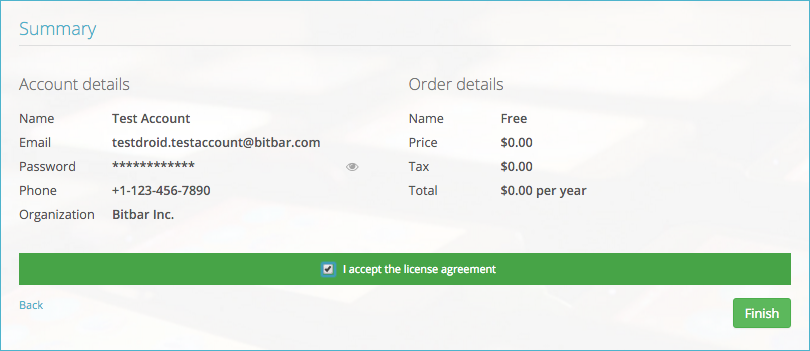 Summary
Account details
Name Test Account
Email testdroid.testaccount@bitbar.com
Password ************
Phone +1-123-456-7890
Organization Bitbar Inc.
Order details
Name Free
Price $0.00
Tax $0.00
Total $0.00 per year
I accept the license agreement
Back
Finish